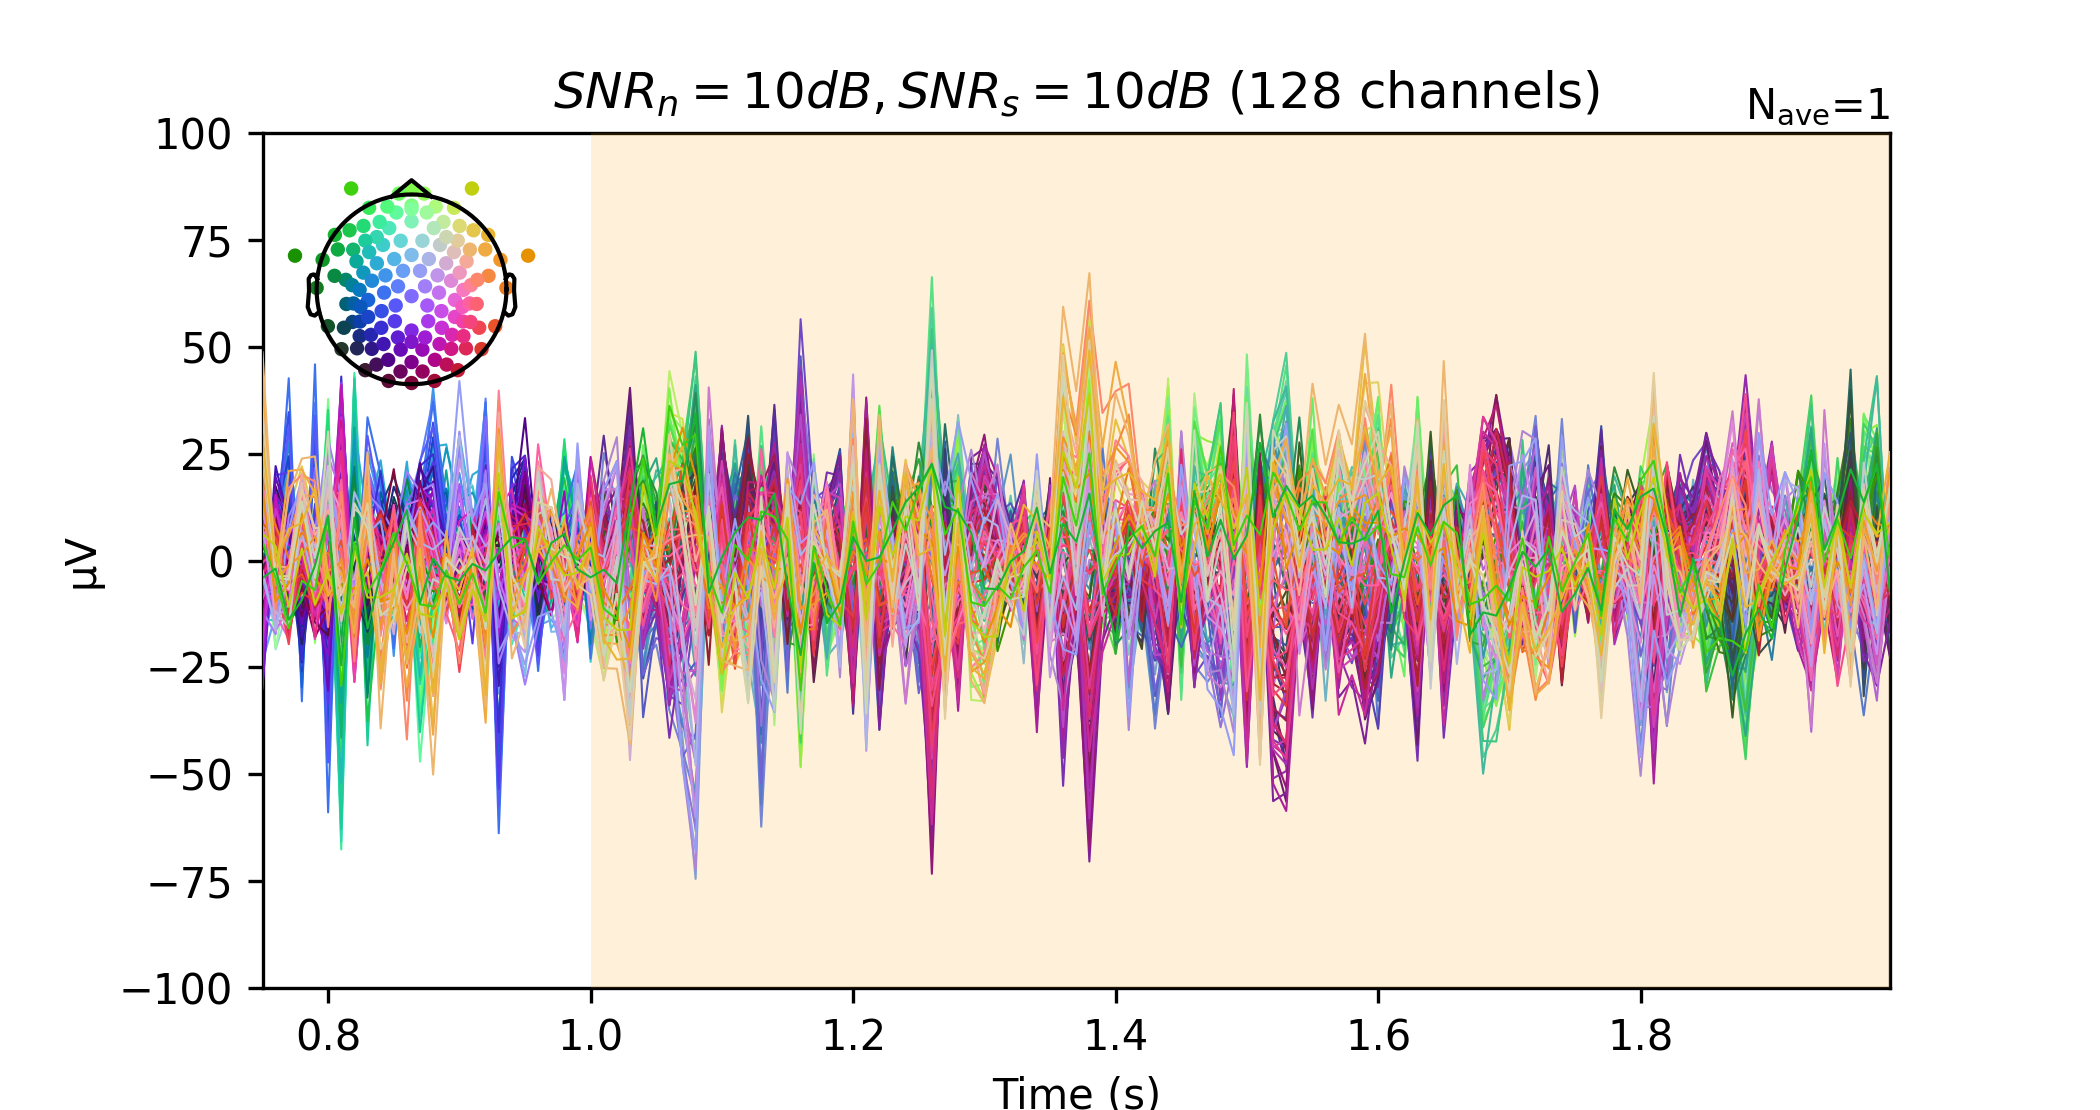 SNRₙ = 10dB, SNRₛ = 10dB (128 channels)
Nₐᵥₑ=1
100
75
50
25
0
−25
−50
−75
−100
µV
0.8 1.0 1.2 1.4 1.6 1.8
Time (s)